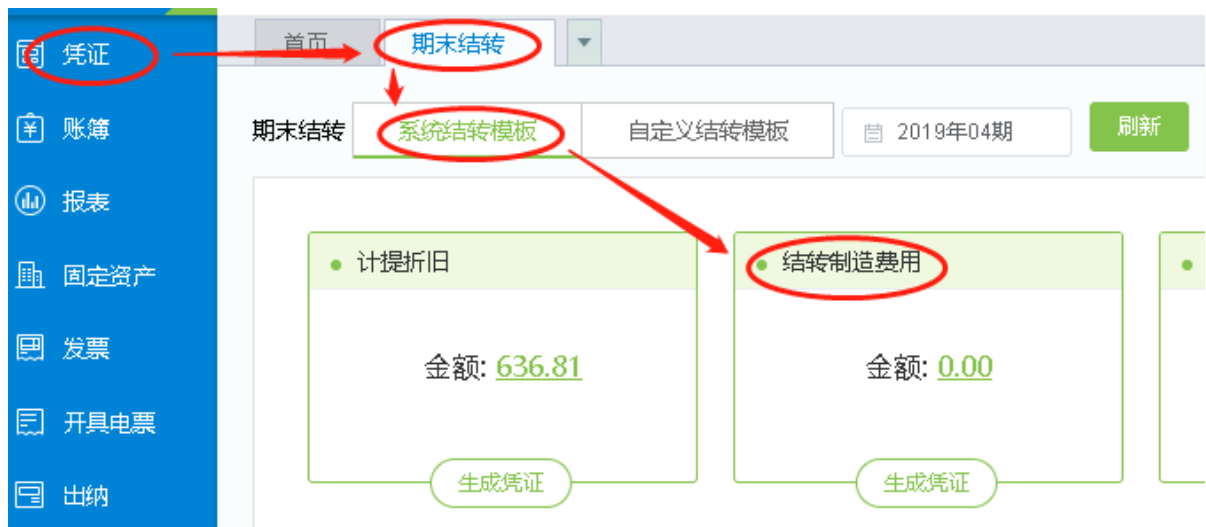 凭证
账簿
报表
固定资产
发票
开具电票
出纳
首页 期末结转
期末结转 系统结转模板 自定义结转模板 2019年04期 刷新
计提折旧
金额: 636.81
生成凭证
结转制造费用
金额: 0.00
生成凭证